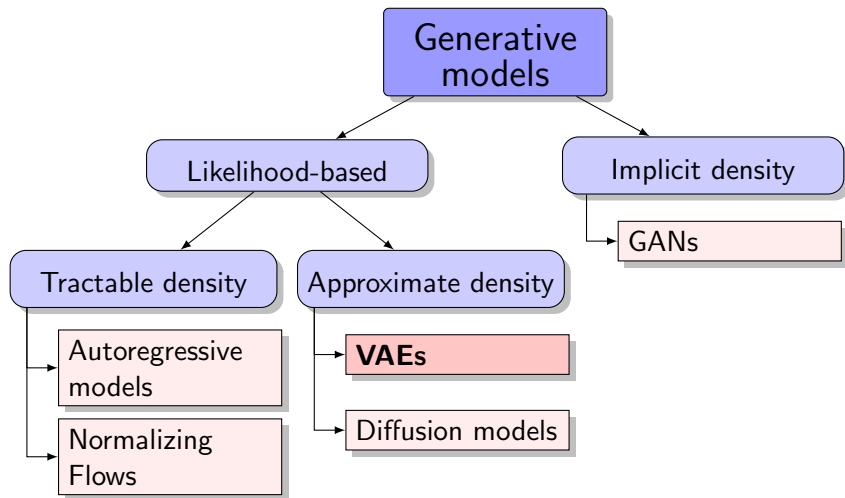 Generative
models
Likelihood-based
Implicit density
GANs
Tractable density
Approximate density
Autoregressive
models
VAEs
Normalizing
Flows
Diffusion models